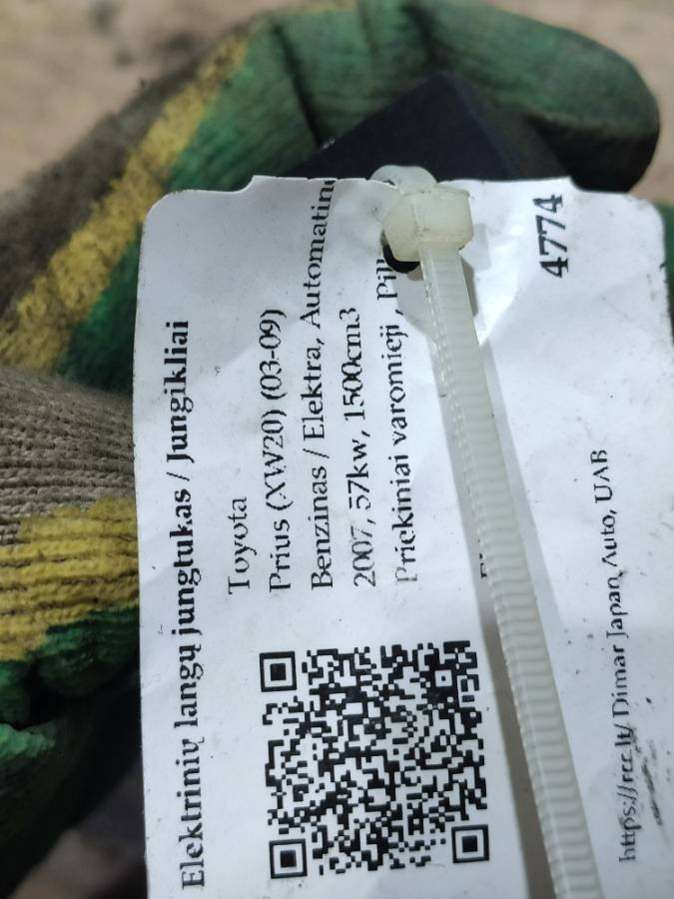 Elektrinių langų jungtukas / Jungikliai
Toyota
Prius (XW20) (03-09)
Benzinas / Elektra, Automatinė
2007, 57kw, 1500cm3
Priekiniai varomieji , Pil
4774
https://rrr.lt/ Dimar Japan Auto, UAB